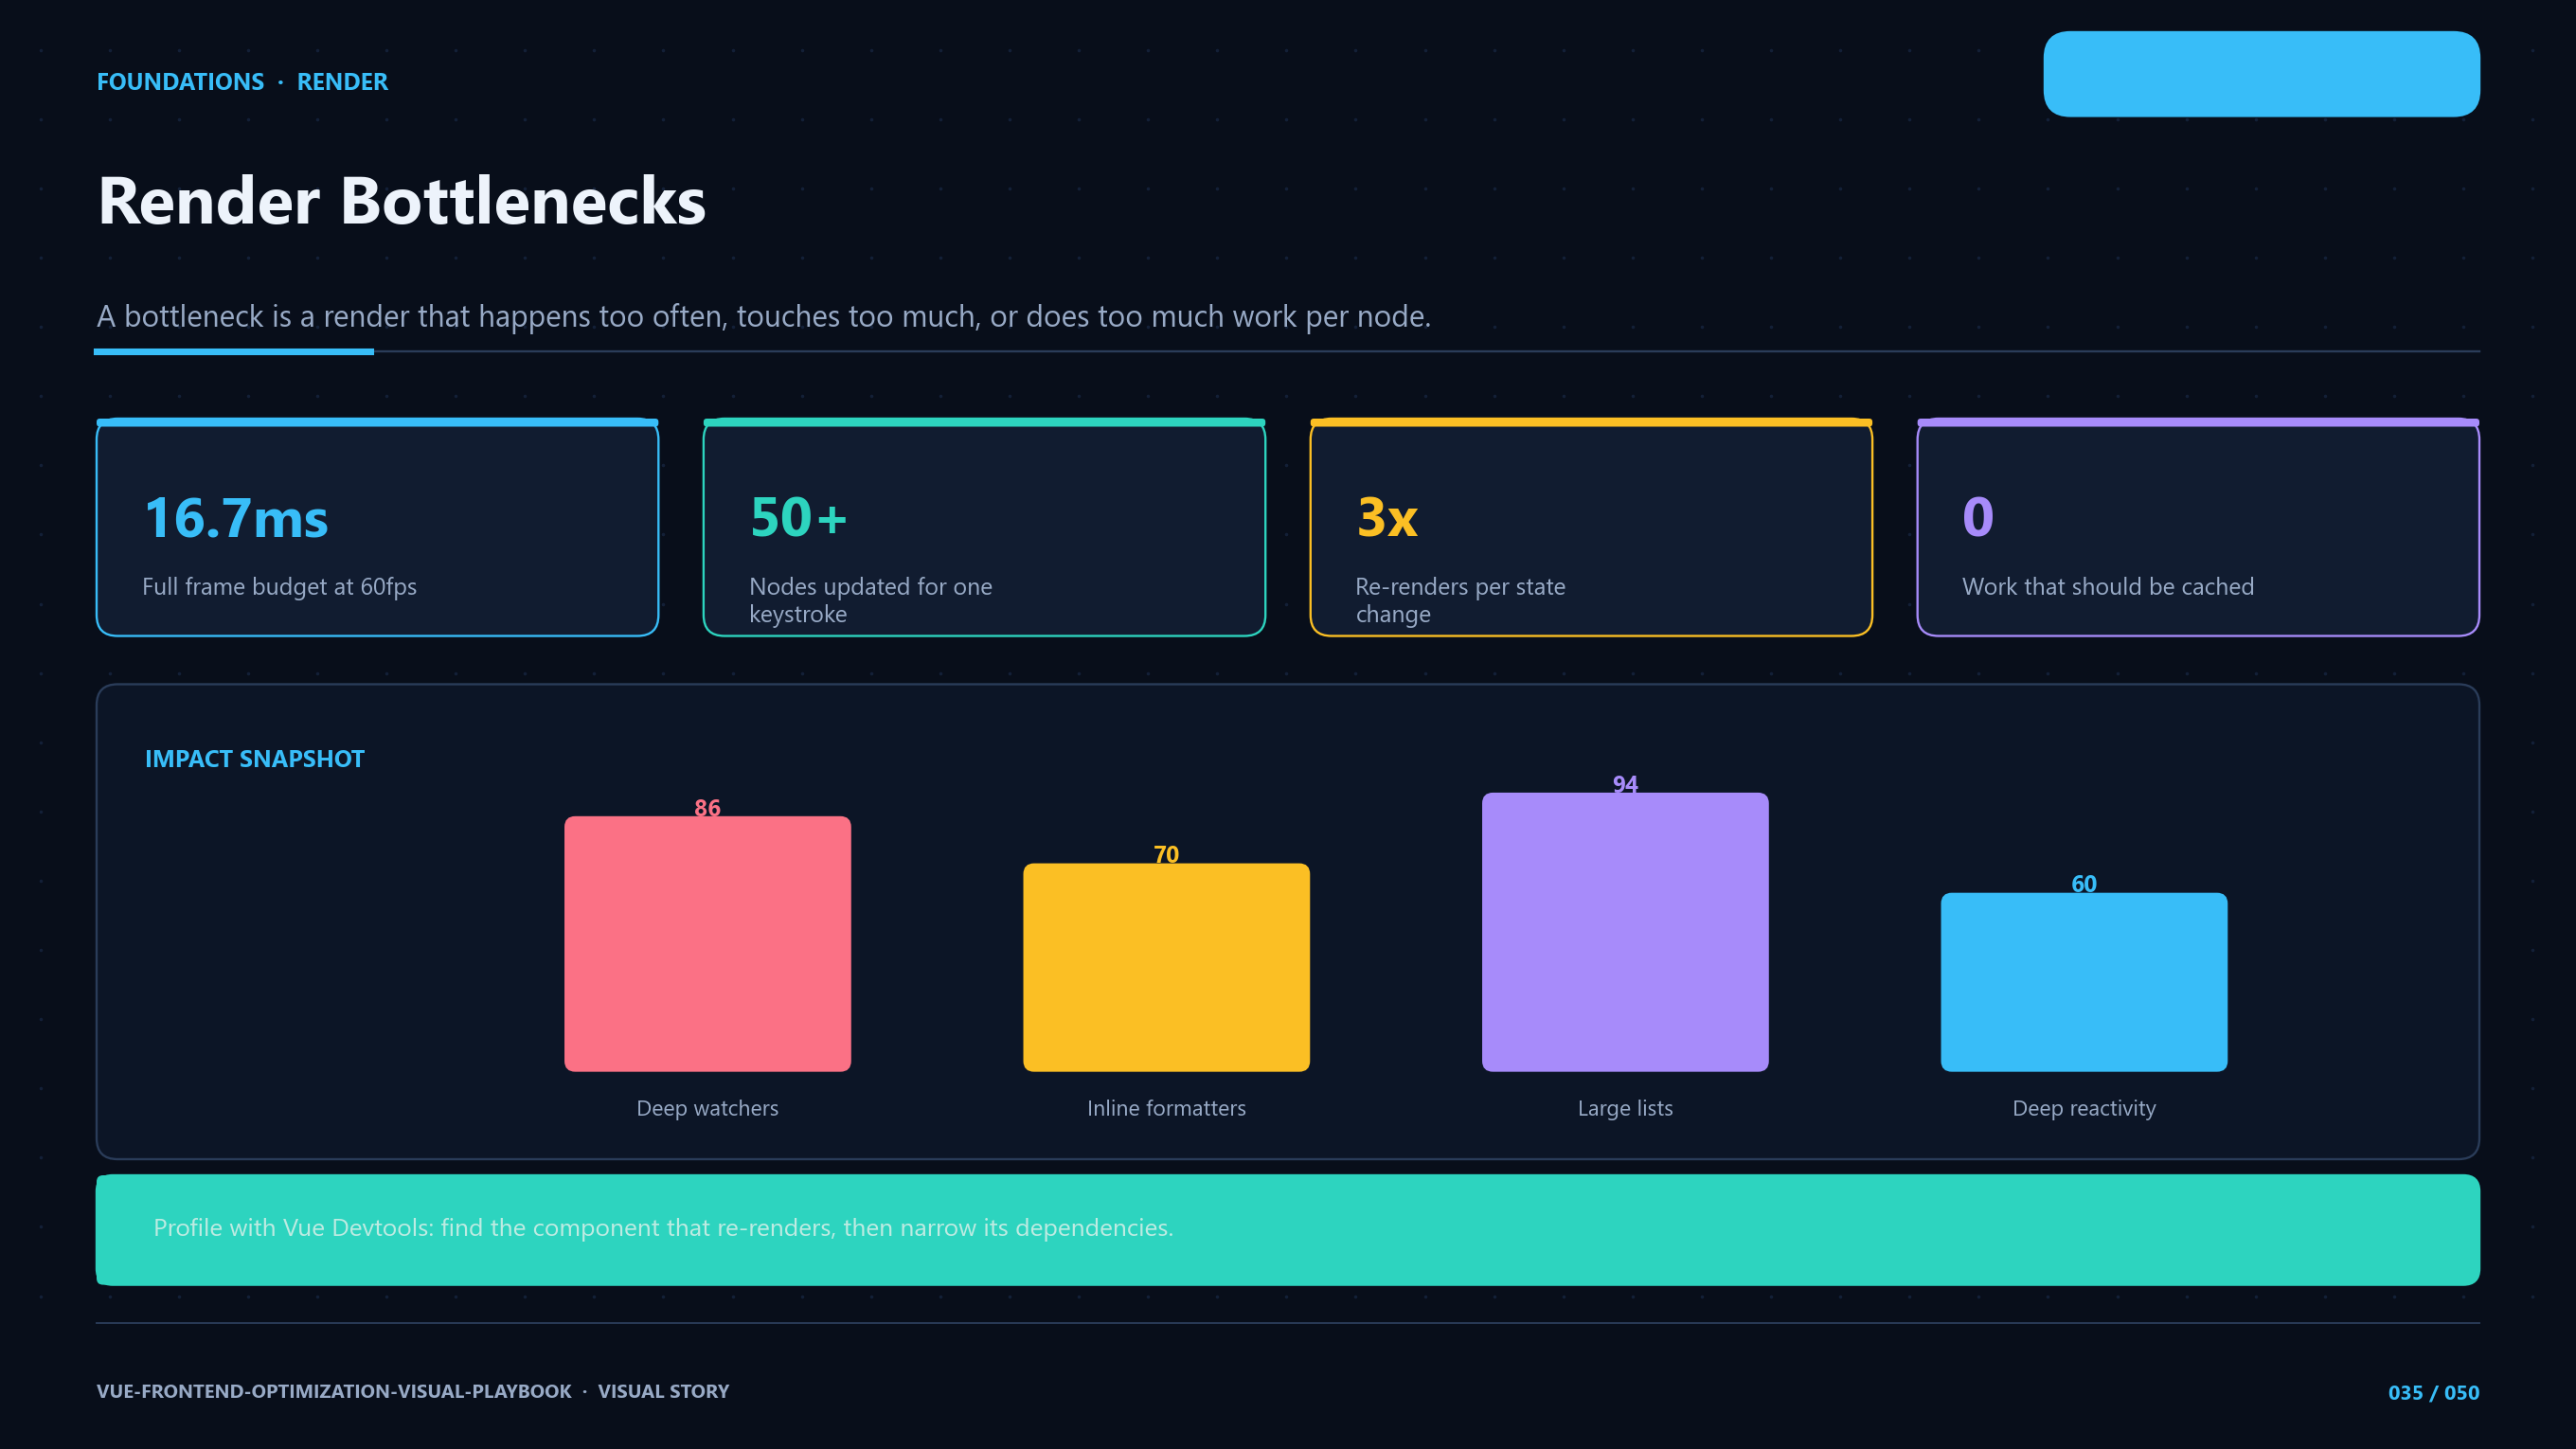 FOUNDATIONS · RENDER
Render Bottlenecks
A bottleneck is a render that happens too often, touches too much, or does too much work per node.
16.7ms
Full frame budget at 60fps
50+
Nodes updated for one
keystroke
3x
Re-renders per state
change
0
Work that should be cached
IMPACT SNAPSHOT
86
70
94
60
Deep watchers
Inline formatters
Large lists
Deep reactivity
Profile with Vue Devtools: find the component that re-renders, then narrow its dependencies.
VUE-FRONTEND-OPTIMIZATION-VISUAL-PLAYBOOK · VISUAL STORY
035 / 050